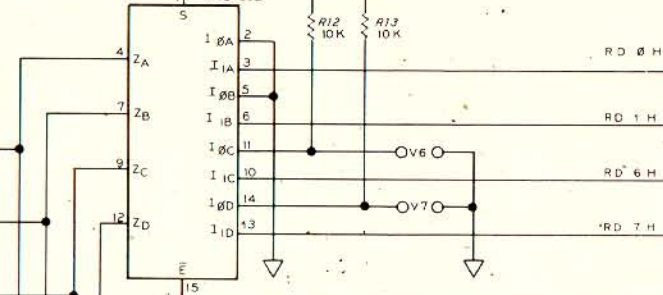 S
R12
10K
R13
10K
4 ZA
7 ZB
9 ZC
12 ZD
I ØA 2
I 1A 3
I ØB 5
I 1B 6
I ØC 11
I 1C 10
I ØD 14
I 1D 13
E̅
15
V6
V7
RD Ø H
RD 1 H
RD 6 H
RD 7 H